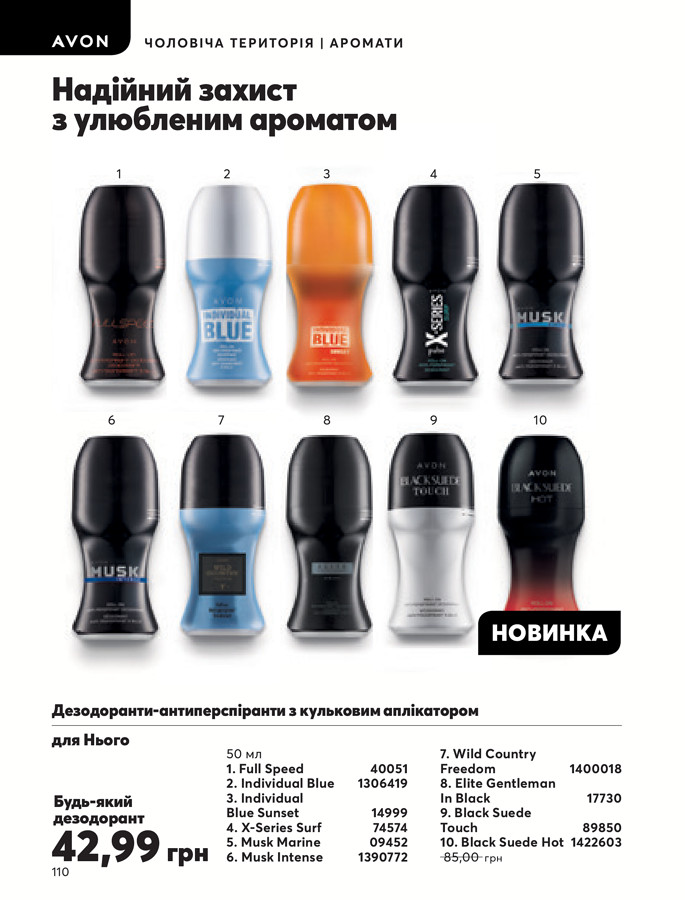 AVON
ЧОЛОВІЧА ТЕРИТОРІЯ | АРОМАТИ
Надійний захист
з улюбленим ароматом
1 2 3 4 5
AVON
INDIVIDUAL
BLUE
INDIVIDUAL
BLUE
SUNSET
X-SERIES
MUSK
AVON
6 7 8 9 10
MUSK
INTENSE
WILD
AVON
BLACK SUEDE
TOUCH
AVON
BLACK SUEDE
HOT
НОВИНКА
Дезодоранти-антиперспіранти з кульковим аплікатором
для Нього
Будь-який
дезодорант
42,99 грн
50 мл
1. Full Speed 40051
2. Individual Blue 1306419
3. Individual
Blue Sunset 14999
4. X-Series Surf 74574
5. Musk Marine 09452
6. Musk Intense 1390772
7. Wild Country
Freedom 1400018
8. Elite Gentleman
In Black 17730
9. Black Suede
Touch 89850
10. Black Suede Hot 1422603
85,00 грн
110